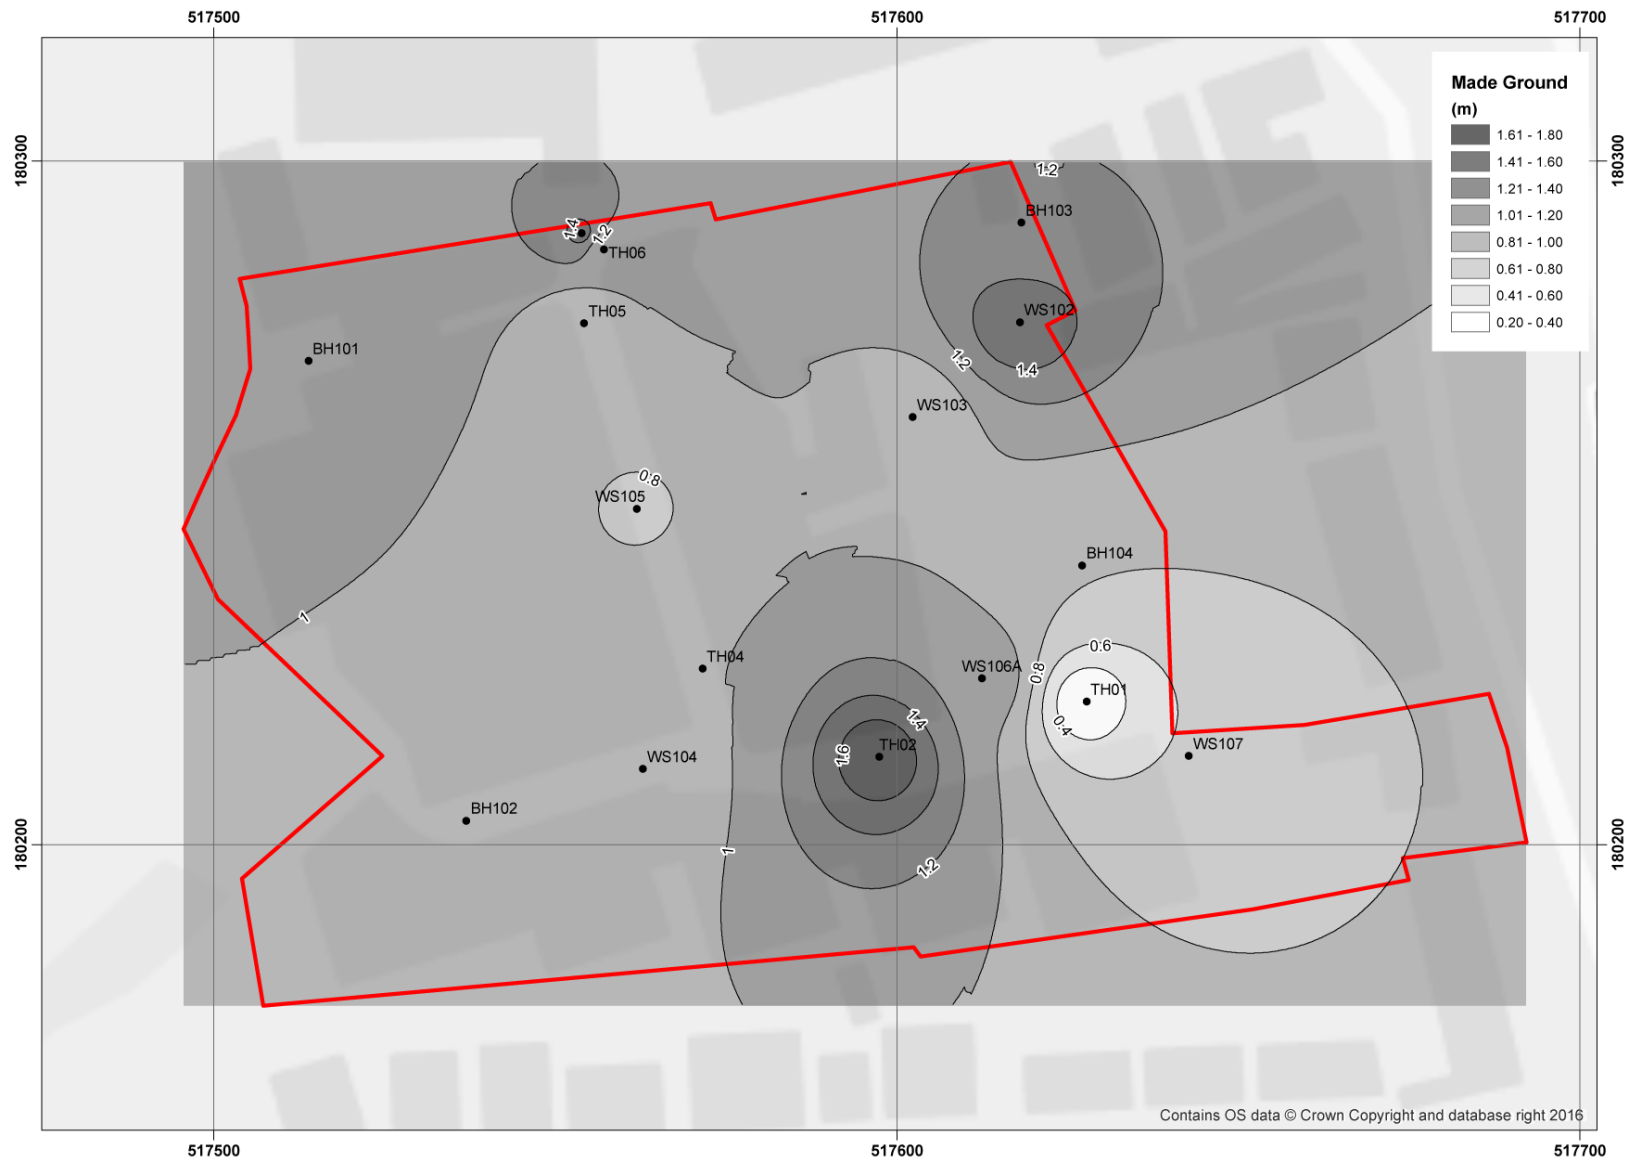 517500
517600
517700
180300
180300
Made Ground
(m)
1.61 - 1.80
1.41 - 1.60
1.21 - 1.40
1.01 - 1.20
0.81 - 1.00
0.61 - 0.80
0.41 - 0.60
0.20 - 0.40
1.2
BH103
1.4
1.2
TH06
TH05
WS102
BH101
1.2
1.4
WS103
0.8
WS105
BH104
1
0.6
TH04
WS106A
0.8
TH01
0.4
1.4
1.6
TH02
WS107
WS104
BH102
180200
180200
1
1.2
Contains OS data © Crown Copyright and database right 2016
517500
517600
517700